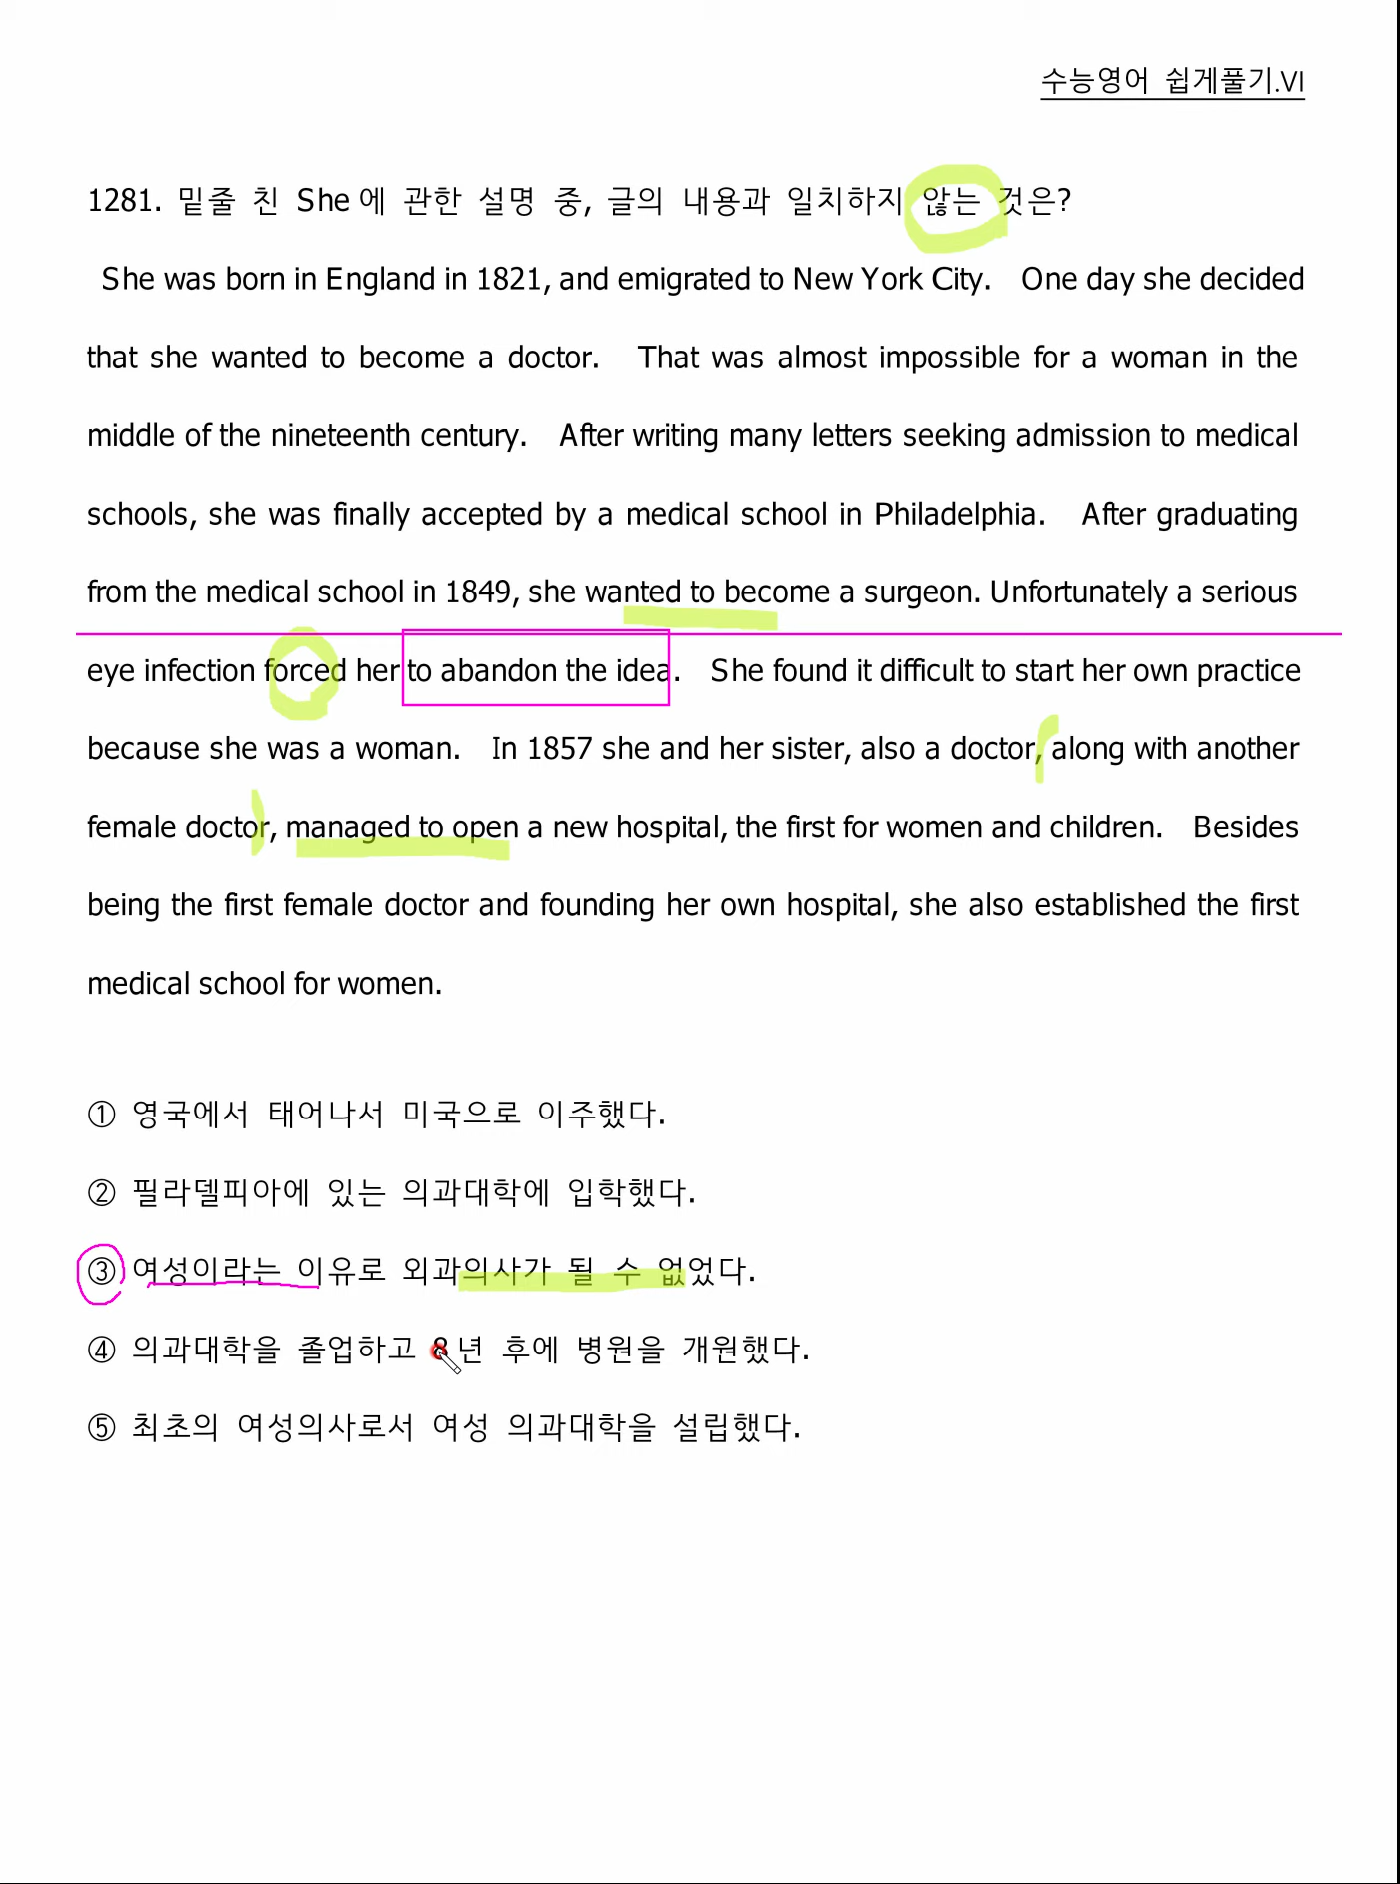 수능영어 쉽게풀기.VI
1281. 밑줄 친 She에 관한 설명 중, 글의 내용과 일치하지 않는 것은?
She was born in England in 1821, and emigrated to New York City. One day she decided
that she wanted to become a doctor. That was almost impossible for a woman in the
middle of the nineteenth century. After writing many letters seeking admission to medical
schools, she was finally accepted by a medical school in Philadelphia. After graduating
from the medical school in 1849, she wanted to become a surgeon. Unfortunately a serious
eye infection forced her to abandon the idea. She found it difficult to start her own practice
because she was a woman. In 1857 she and her sister, also a doctor, along with another
female doctor, managed to open a new hospital, the first for women and children. Besides
being the first female doctor and founding her own hospital, she also established the first
medical school for women.
① 영국에서 태어나서 미국으로 이주했다.
② 필라델피아에 있는 의과대학에 입학했다.
③ 여성이라는 이유로 외과의사가 될 수 없었다.
④ 의과대학을 졸업하고 8년 후에 병원을 개원했다.
⑤ 최초의 여성의사로서 여성 의과대학을 설립했다.